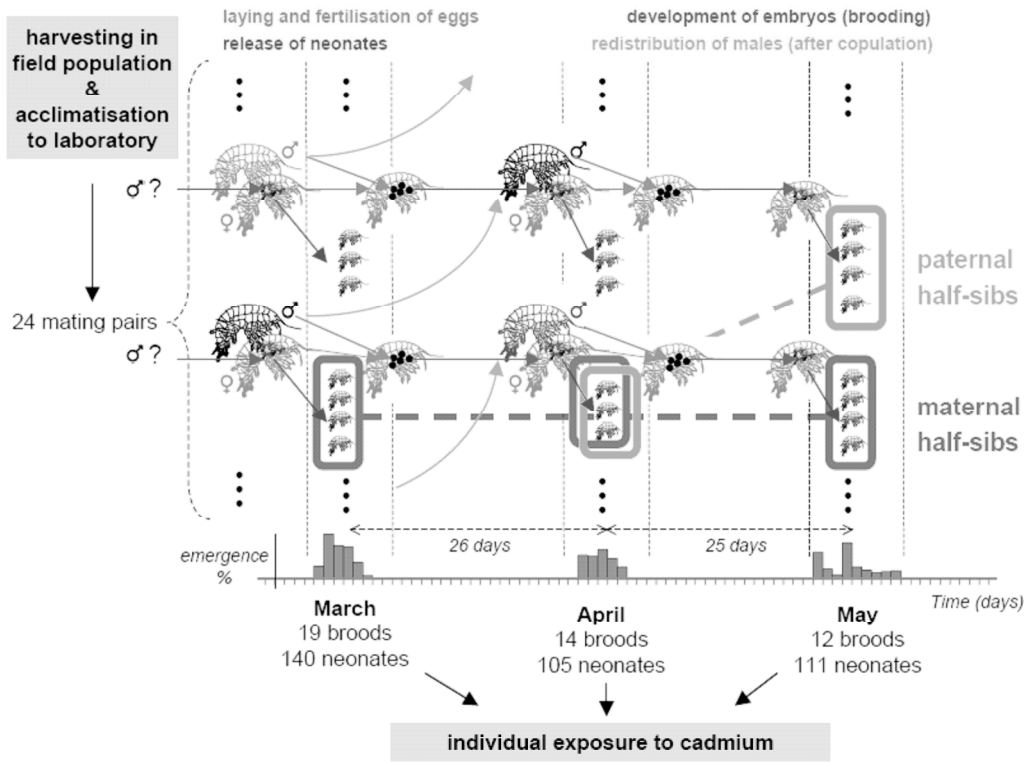 laying and fertilisation of eggs
release of neonates
development of embryos (brooding)
redistribution of males (after copulation)
harvesting in
field population
&
acclimatisation
to laboratory
♂ ?
♂
♀
♂
♀
24 mating pairs
♂ ?
♂
♀
♂
♀
paternal
half-sibs
maternal
half-sibs
26 days
25 days
emergence
%
Time (days)
March
19 broods
140 neonates
April
14 broods
105 neonates
May
12 broods
111 neonates
individual exposure to cadmium